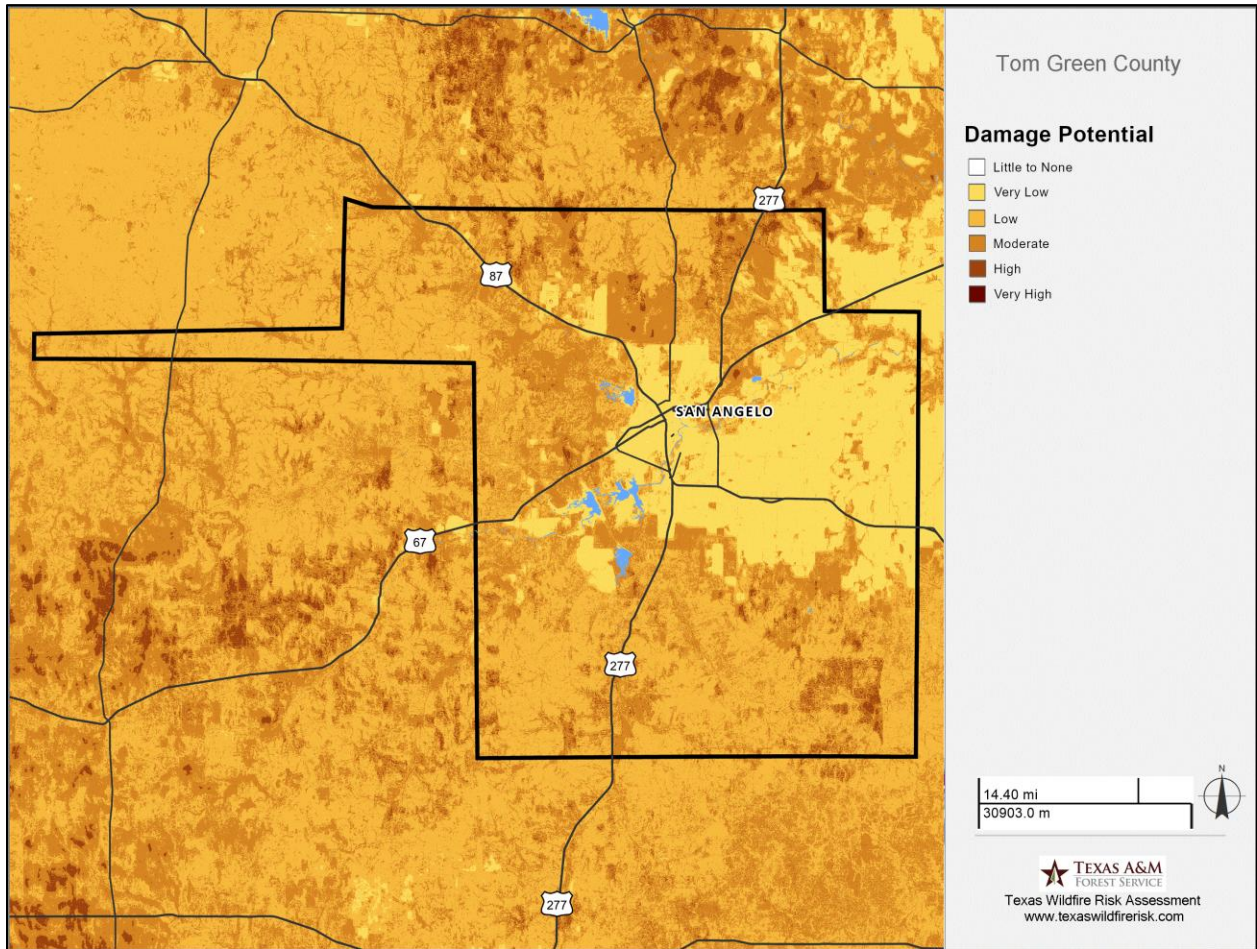 Tom Green County
Damage Potential
Little to None
Very Low
Low
Moderate
High
Very High
277
87
SAN ANGELO
67
277
277
N
14.40 mi
30903.0 m
TEXAS A&M
FOREST SERVICE
Texas Wildfire Risk Assessment
www.texaswildfirerisk.com